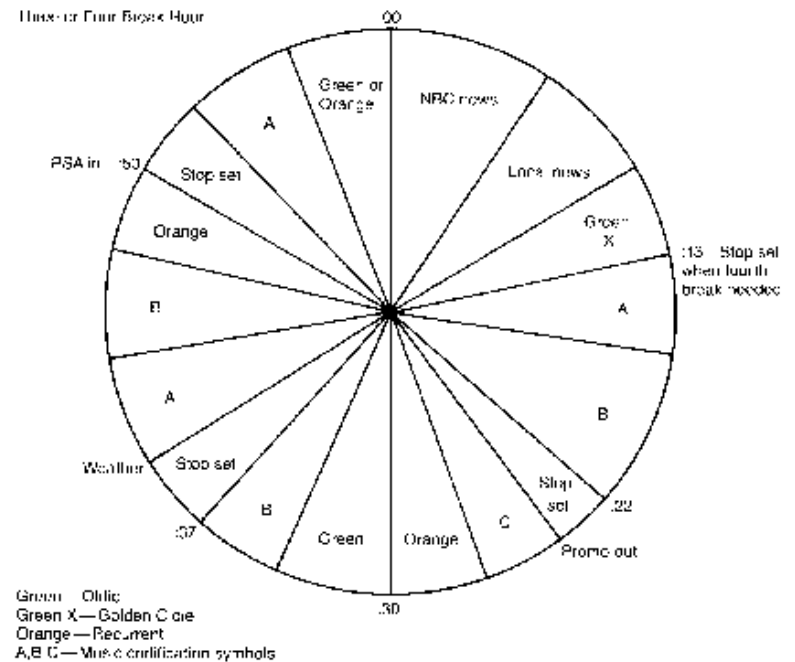 Three or Four Break Hour
00
Green or
Orange
NBC news
A
Local news
PSA in
:50
Stop set
Green
X
Orange
:13 Stop set
when fourth
break needed
B
A
A
B
Weather
Stop set
Stop
set
:22
B
C
:37
Green
Orange
Promo out
:30
Green — Oldie
Green X — Golden
Orange — Recurrent
A,B,C — Music codification symbols